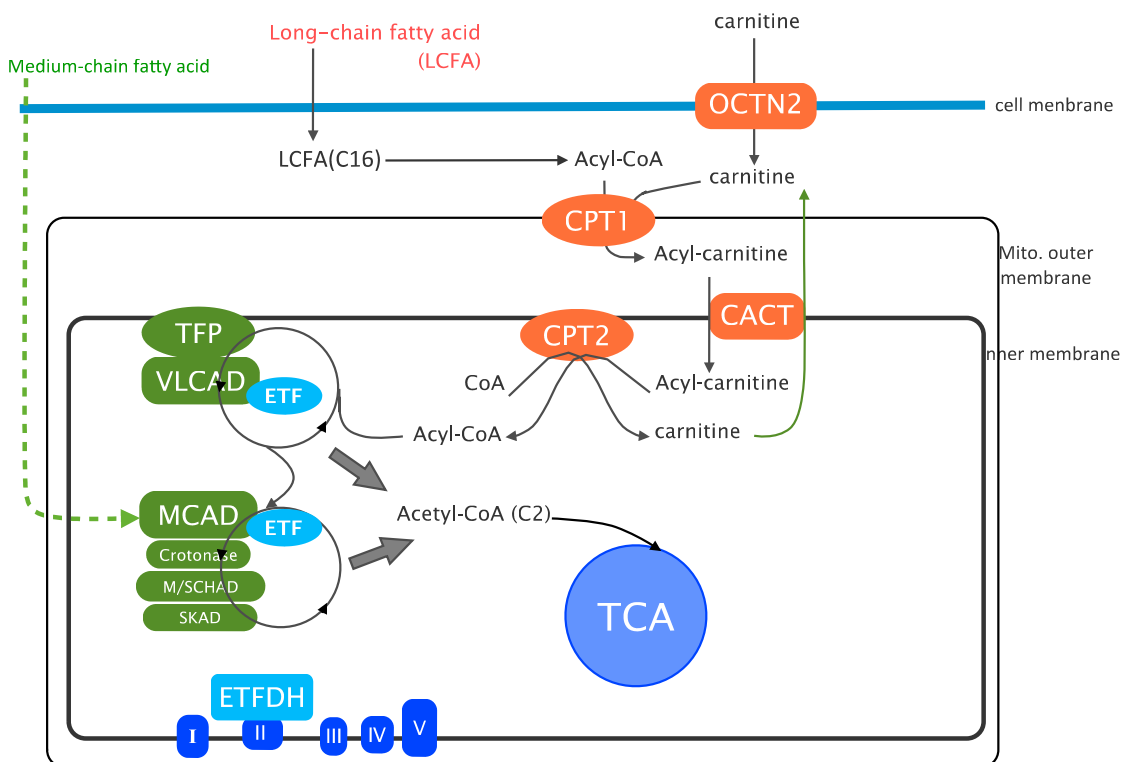 carnitine
Long-chain fatty acid
(LCFA)
Medium-chain fatty acid
OCTN2
cell menbrane
LCFA(C16)
Acyl-CoA
carnitine
CPT1
Acyl-carnitine
Mito. outer
membrane
CACT
TFP
CPT2
nner membrane
VLCAD
ETF
CoA
Acyl-carnitine
Acyl-CoA
carnitine
MCAD
ETF
Acetyl-CoA (C2)
Crotonase
M/SCHAD
SKAD
TCA
ETFDH
I
II
III
IV
V